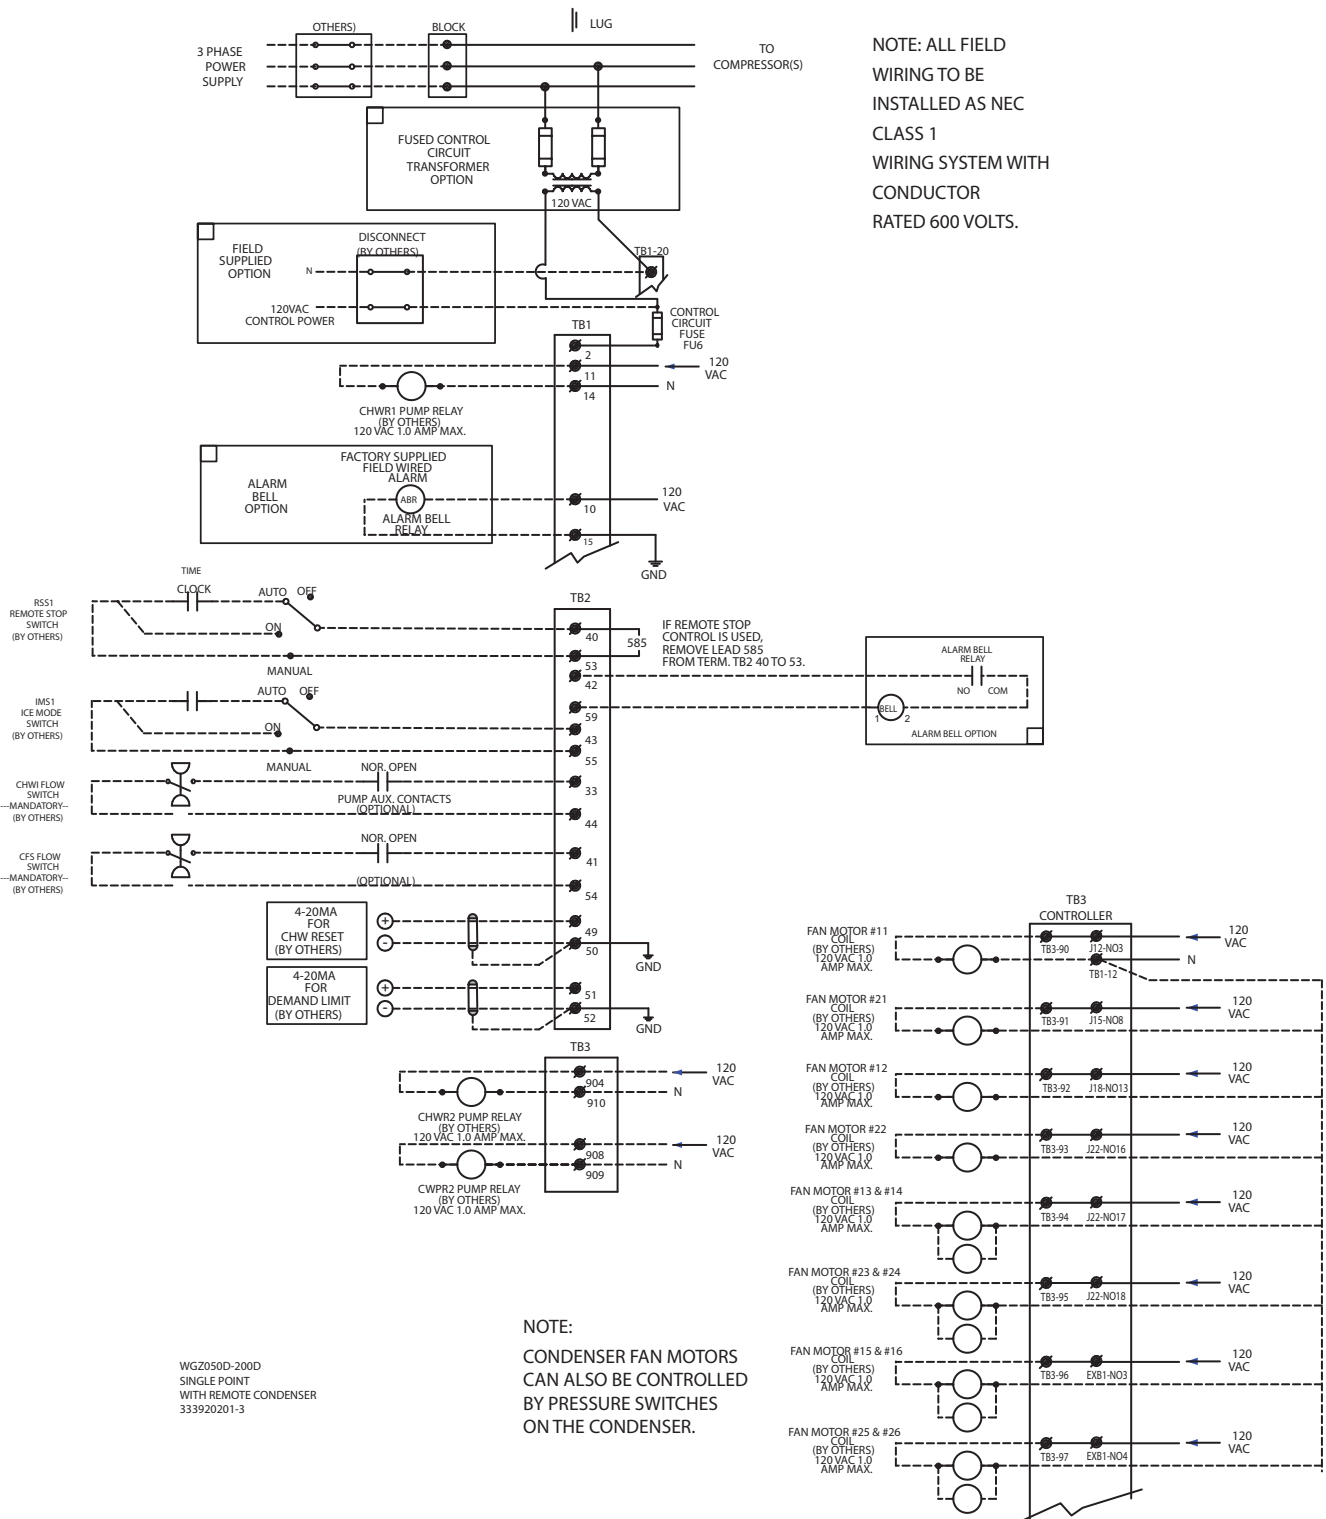 OTHERS)
BLOCK
LUG
3 PHASE
POWER
SUPPLY
TO
COMPRESSOR(S)
NOTE: ALL FIELD
WIRING TO BE
INSTALLED AS NEC
CLASS 1
WIRING SYSTEM WITH
CONDUCTOR
RATED 600 VOLTS.
FUSED CONTROL
CIRCUIT
TRANSFORMER
OPTION
120 VAC
FIELD
SUPPLIED
OPTION
DISCONNECT
(BY OTHERS)
N
120VAC
CONTROL POWER
TB1-20
CONTROL
CIRCUIT
FUSE
FU6
TB1
2
11
14
120
VAC
N
CHWR1 PUMP RELAY
(BY OTHERS)
120 VAC 1.0 AMP MAX.
ALARM
BELL
OPTION
FACTORY SUPPLIED
FIELD WIRED
ALARM
ABR
ALARM BELL
RELAY
10
15
120
VAC
GND
TIME
CLOCK
AUTO
OFF
ON
MANUAL
RSS1
REMOTE STOP
SWITCH
(BY OTHERS)
TB2
40
53
585
IF REMOTE STOP
CONTROL IS USED,
REMOVE LEAD 585
FROM TERM. TB2 40 TO 53.
42
59
ALARM BELL
RELAY
NO
COM
BELL
1
2
ALARM BELL OPTION
IMS1
ICE MODE
SWITCH
(BY OTHERS)
AUTO
OFF
ON
MANUAL
43
55
CHWI FLOW
SWITCH
---MANDATORY--
(BY OTHERS)
NOR. OPEN
PUMP AUX. CONTACTS
(OPTIONAL)
33
44
CFS FLOW
SWITCH
---MANDATORY--
(BY OTHERS)
NOR. OPEN
(OPTIONAL)
41
54
4-20MA
FOR
CHW RESET
(BY OTHERS)
+
-
49
50
GND
4-20MA
FOR
DEMAND LIMIT
(BY OTHERS)
+
-
51
52
GND
TB3
904
910
120
VAC
N
CHWR2 PUMP RELAY
(BY OTHERS)
120 VAC 1.0 AMP MAX.
908
909
120
VAC
N
CWPR2 PUMP RELAY
(BY OTHERS)
120 VAC 1.0 AMP MAX.
TB3
CONTROLLER
FAN MOTOR #11
COIL
(BY OTHERS)
120 VAC 1.0
AMP MAX.
TB3-90
J12-NO3
TB1-12
120
VAC
N
FAN MOTOR #21
COIL
(BY OTHERS)
120 VAC 1.0
AMP MAX.
TB3-91
J15-NO8
120
VAC
FAN MOTOR #12
COIL
(BY OTHERS)
120 VAC 1.0
AMP MAX.
TB3-92
J18-NO13
120
VAC
FAN MOTOR #22
COIL
(BY OTHERS)
120 VAC 1.0
AMP MAX.
TB3-93
J22-NO16
120
VAC
FAN MOTOR #13 & #14
COIL
(BY OTHERS)
120 VAC 1.0
AMP MAX.
TB3-94
J22-NO17
120
VAC
FAN MOTOR #23 & #24
COIL
(BY OTHERS)
120 VAC 1.0
AMP MAX.
TB3-95
J22-NO18
120
VAC
FAN MOTOR #15 & #16
COIL
(BY OTHERS)
120 VAC 1.0
AMP MAX.
TB3-96
EXB1-NO3
120
VAC
FAN MOTOR #25 & #26
COIL
(BY OTHERS)
120 VAC 1.0
AMP MAX.
TB3-97
EXB1-NO4
120
VAC
NOTE:
CONDENSER FAN MOTORS
CAN ALSO BE CONTROLLED
BY PRESSURE SWITCHES
ON THE CONDENSER.
WGZ050D-200D
SINGLE POINT
WITH REMOTE CONDENSER
333920201-3